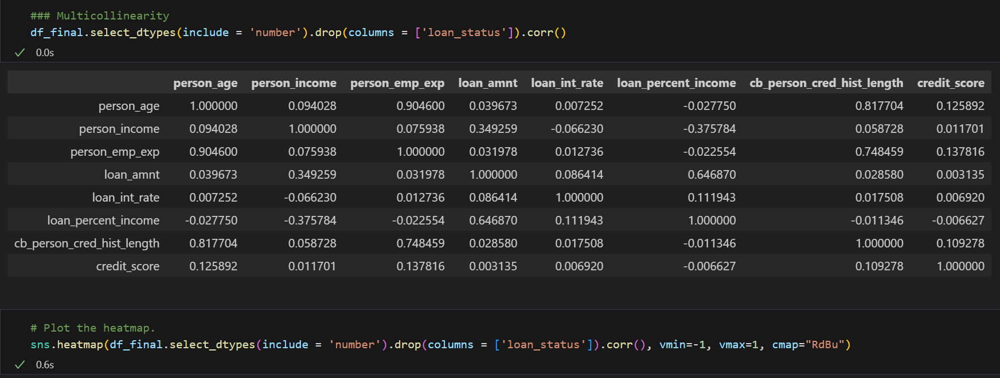 ### Multicollinearity
df_final.select_dtypes(include = 'number').drop(columns = ['loan_status']).corr()
0.0s
person_age person_income person_emp_exp loan_amnt loan_int_rate loan_percent_income cb_person_cred_hist_length credit_score
person_age 1.000000 0.094028 0.904600 0.039673 0.007252 -0.027750 0.817704 0.125892
person_income 0.094028 1.000000 0.075938 0.349259 -0.066230 -0.375784 0.058728 0.011701
person_emp_exp 0.904600 0.075938 1.000000 0.031978 0.012736 -0.022554 0.748459 0.137816
loan_amnt 0.039673 0.349259 0.031978 1.000000 0.086414 0.646870 0.028580 0.003135
loan_int_rate 0.007252 -0.066230 0.012736 0.086414 1.000000 0.111943 0.017508 0.006920
loan_percent_income -0.027750 -0.375784 -0.022554 0.646870 0.111943 1.000000 -0.011346 -0.006627
cb_person_cred_hist_length 0.817704 0.058728 0.748459 0.028580 0.017508 -0.011346 1.000000 0.109278
credit_score 0.125892 0.011701 0.137816 0.003135 0.006920 -0.006627 0.109278 1.000000
# Plot the heatmap.
sns.heatmap(df_final.select_dtypes(include = 'number').drop(columns = ['loan_status']).corr(), vmin=-1, vmax=1, cmap="RdBu")
0.6s